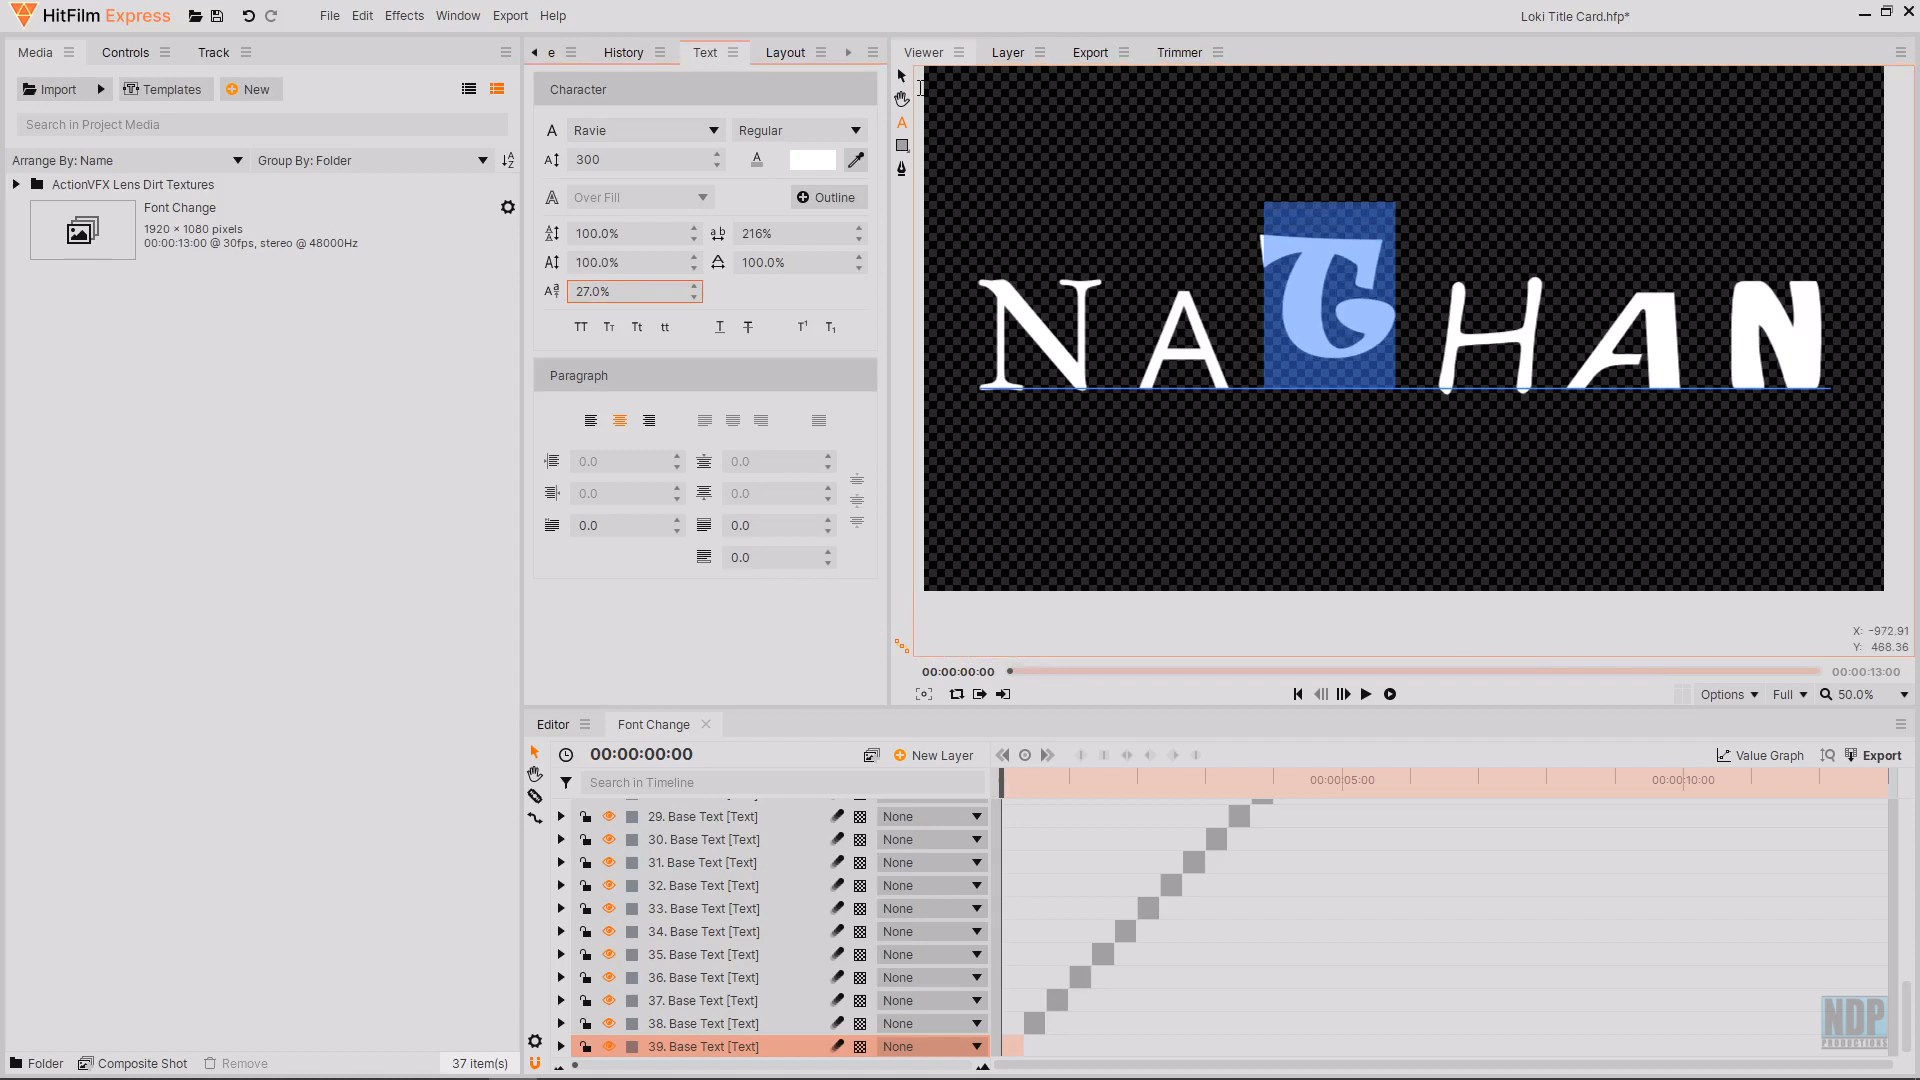 HitFilm Express
File Edit Effects Window Export Help
Loki Title Card.hfp*
Media Controls Track
e History Text Layout
Viewer Layer Export Trimmer
Import Templates New
Search in Project Media
Arrange By: Name Group By: Folder
ActionVFX Lens Dirt Textures
Font Change
1920 × 1080 pixels
00:00:13:00 @ 30fps, stereo @ 48000Hz
Character
Ravie Regular
300
Over Fill Outline
100.0% 216%
100.0% 100.0%
27.0%
TT Tt Tt tt T T T¹ T₁
Paragraph
0.0 0.0
0.0 0.0
0.0 0.0
0.0
NATHAN
X: -972.91
Y: 468.36
00:00:00:00 00:00:13:00
Options Full 50.0%
Editor Font Change
00:00:00:00 New Layer Value Graph Export
Search in Timeline 00:00:05:00 00:00:10:00
29. Base Text [Text] None
30. Base Text [Text] None
31. Base Text [Text] None
32. Base Text [Text] None
33. Base Text [Text] None
34. Base Text [Text] None
35. Base Text [Text] None
36. Base Text [Text] None
37. Base Text [Text] None
38. Base Text [Text] None
39. Base Text [Text] None
Folder Composite Shot Remove 37 item(s)
NDP
PRODUCTIONS